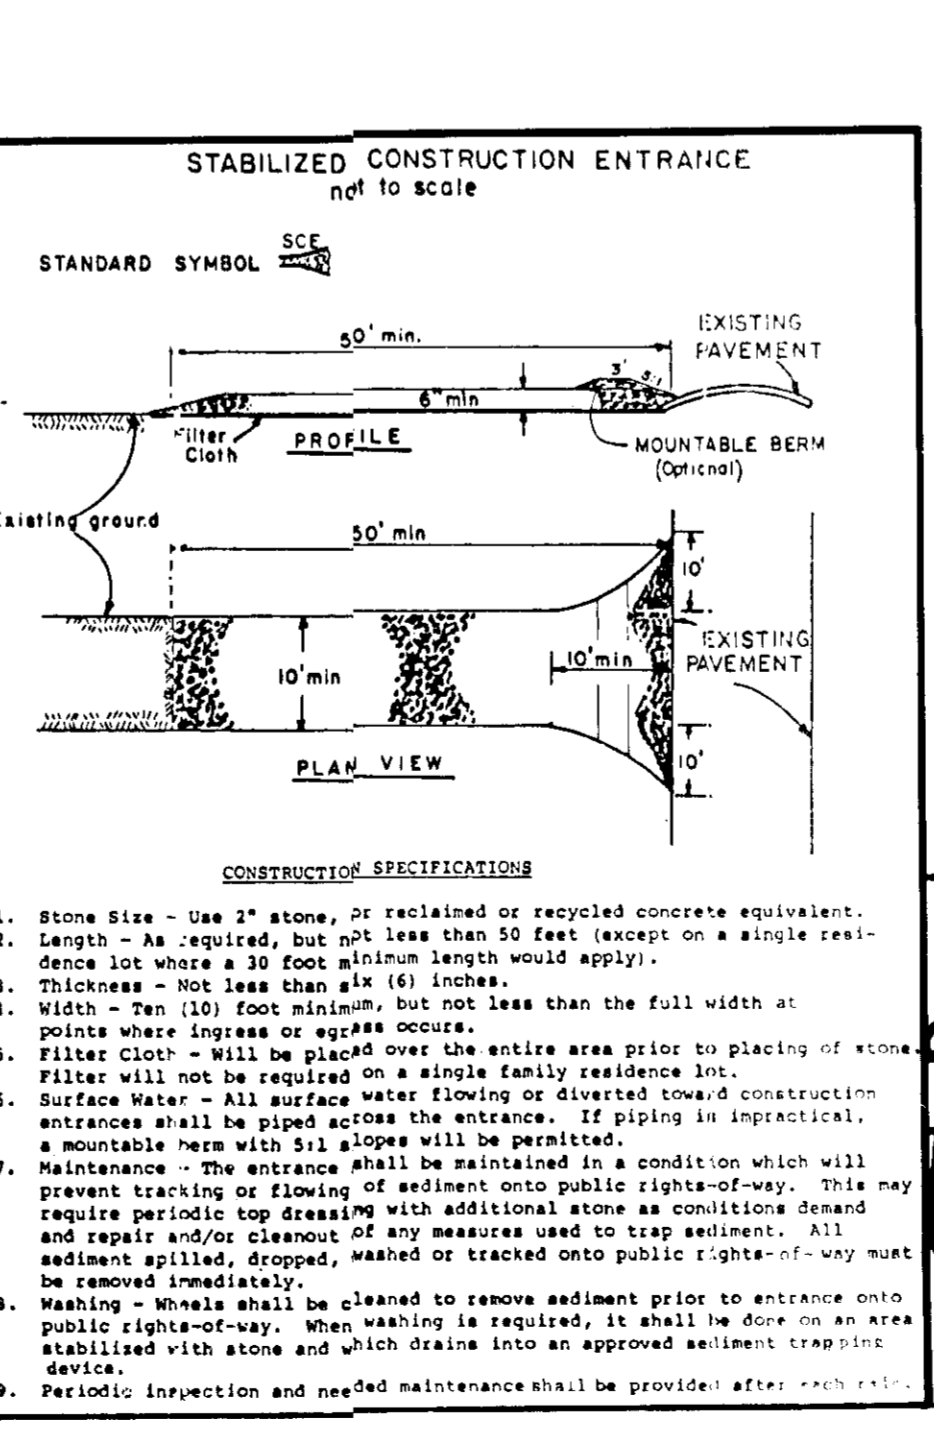 STABILIZED CONSTRUCTION ENTRANCE
not to scale
SCE
STANDARD SYMBOL
50' min.
EXISTING
PAVEMENT
3'
5:1
6" min
Filter
Cloth
PROFILE
MOUNTABLE BERM
(Optional)
Existing ground
50' min
10'
EXISTING
PAVEMENT
10' min
10' min
10'
PLAN VIEW
CONSTRUCTION SPECIFICATIONS
1. Stone Size - Use 2" stone, or reclaimed or recycled concrete equivalent.
2. Length - As required, but not less than 50 feet (except on a single resi-
dence lot where a 30 foot minimum length would apply).
3. Thickness - Not less than six (6) inches.
4. Width - Ten (10) foot minimum, but not less than the full width at
points where ingress or egress occurs.
5. Filter Cloth - Will be placed over the entire area prior to placing of stone.
Filter will not be required on a single family residence lot.
6. Surface Water - All surface water flowing or diverted toward construction
entrances shall be piped across the entrance. If piping is impractical,
a mountable berm with 5:1 slopes will be permitted.
7. Maintenance - The entrance shall be maintained in a condition which will
prevent tracking or flowing of sediment onto public rights-of-way. This may
require periodic top dressing with additional stone as conditions demand
and repair and/or cleanout of any measures used to trap sediment. All
sediment spilled, dropped, washed or tracked onto public rights-of-way must
be removed immediately.
8. Washing - Wheels shall be cleaned to remove sediment prior to entrance onto
public rights-of-way. When washing is required, it shall be done on an area
stabilized with stone and which drains into an approved sediment trapping
device.
9. Periodic inspection and needed maintenance shall be provided after each rain.